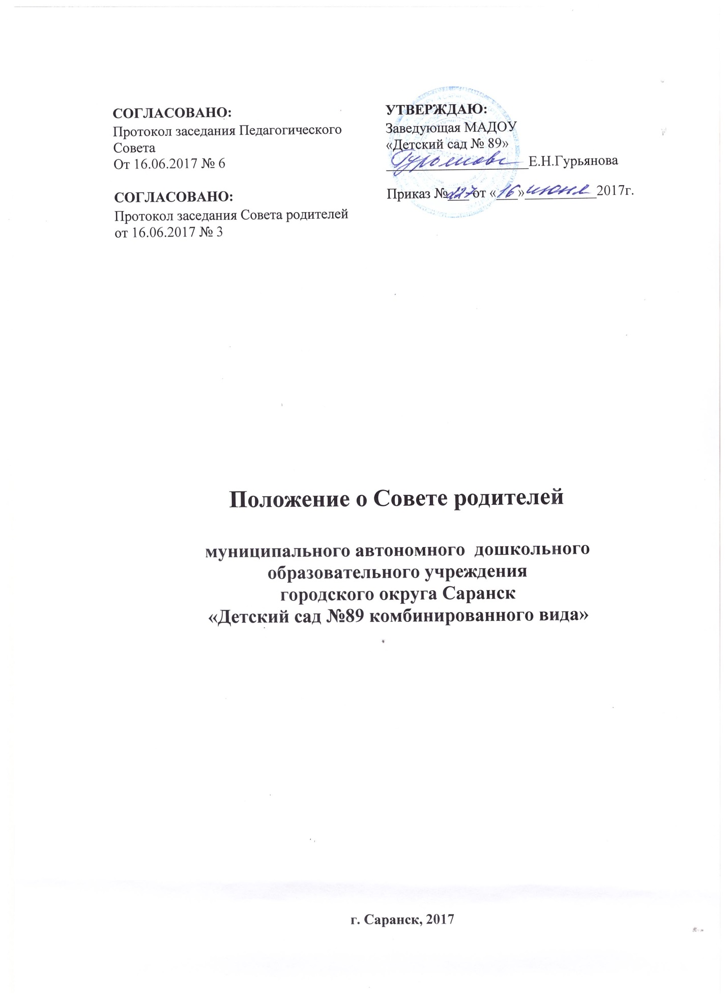 СОГЛАСОВАНО:
Протокол заседания Педагогического
Совета
От 16.06.2017 № 6
СОГЛАСОВАНО:
Протокол заседания Совета родителей
от 16.06.2017 № 3
УТВЕРЖДАЮ:
Заведующая МАДОУ
«Детский сад № 89»
Е.Н.Гурьянова
Приказ № 127 от «16» июня 2017г.
Положение о Совете родителей
муниципального автономного дошкольного
образовательного учреждения
городского округа Саранск
«Детский сад №89 комбинированного вида»
г. Саранск, 2017